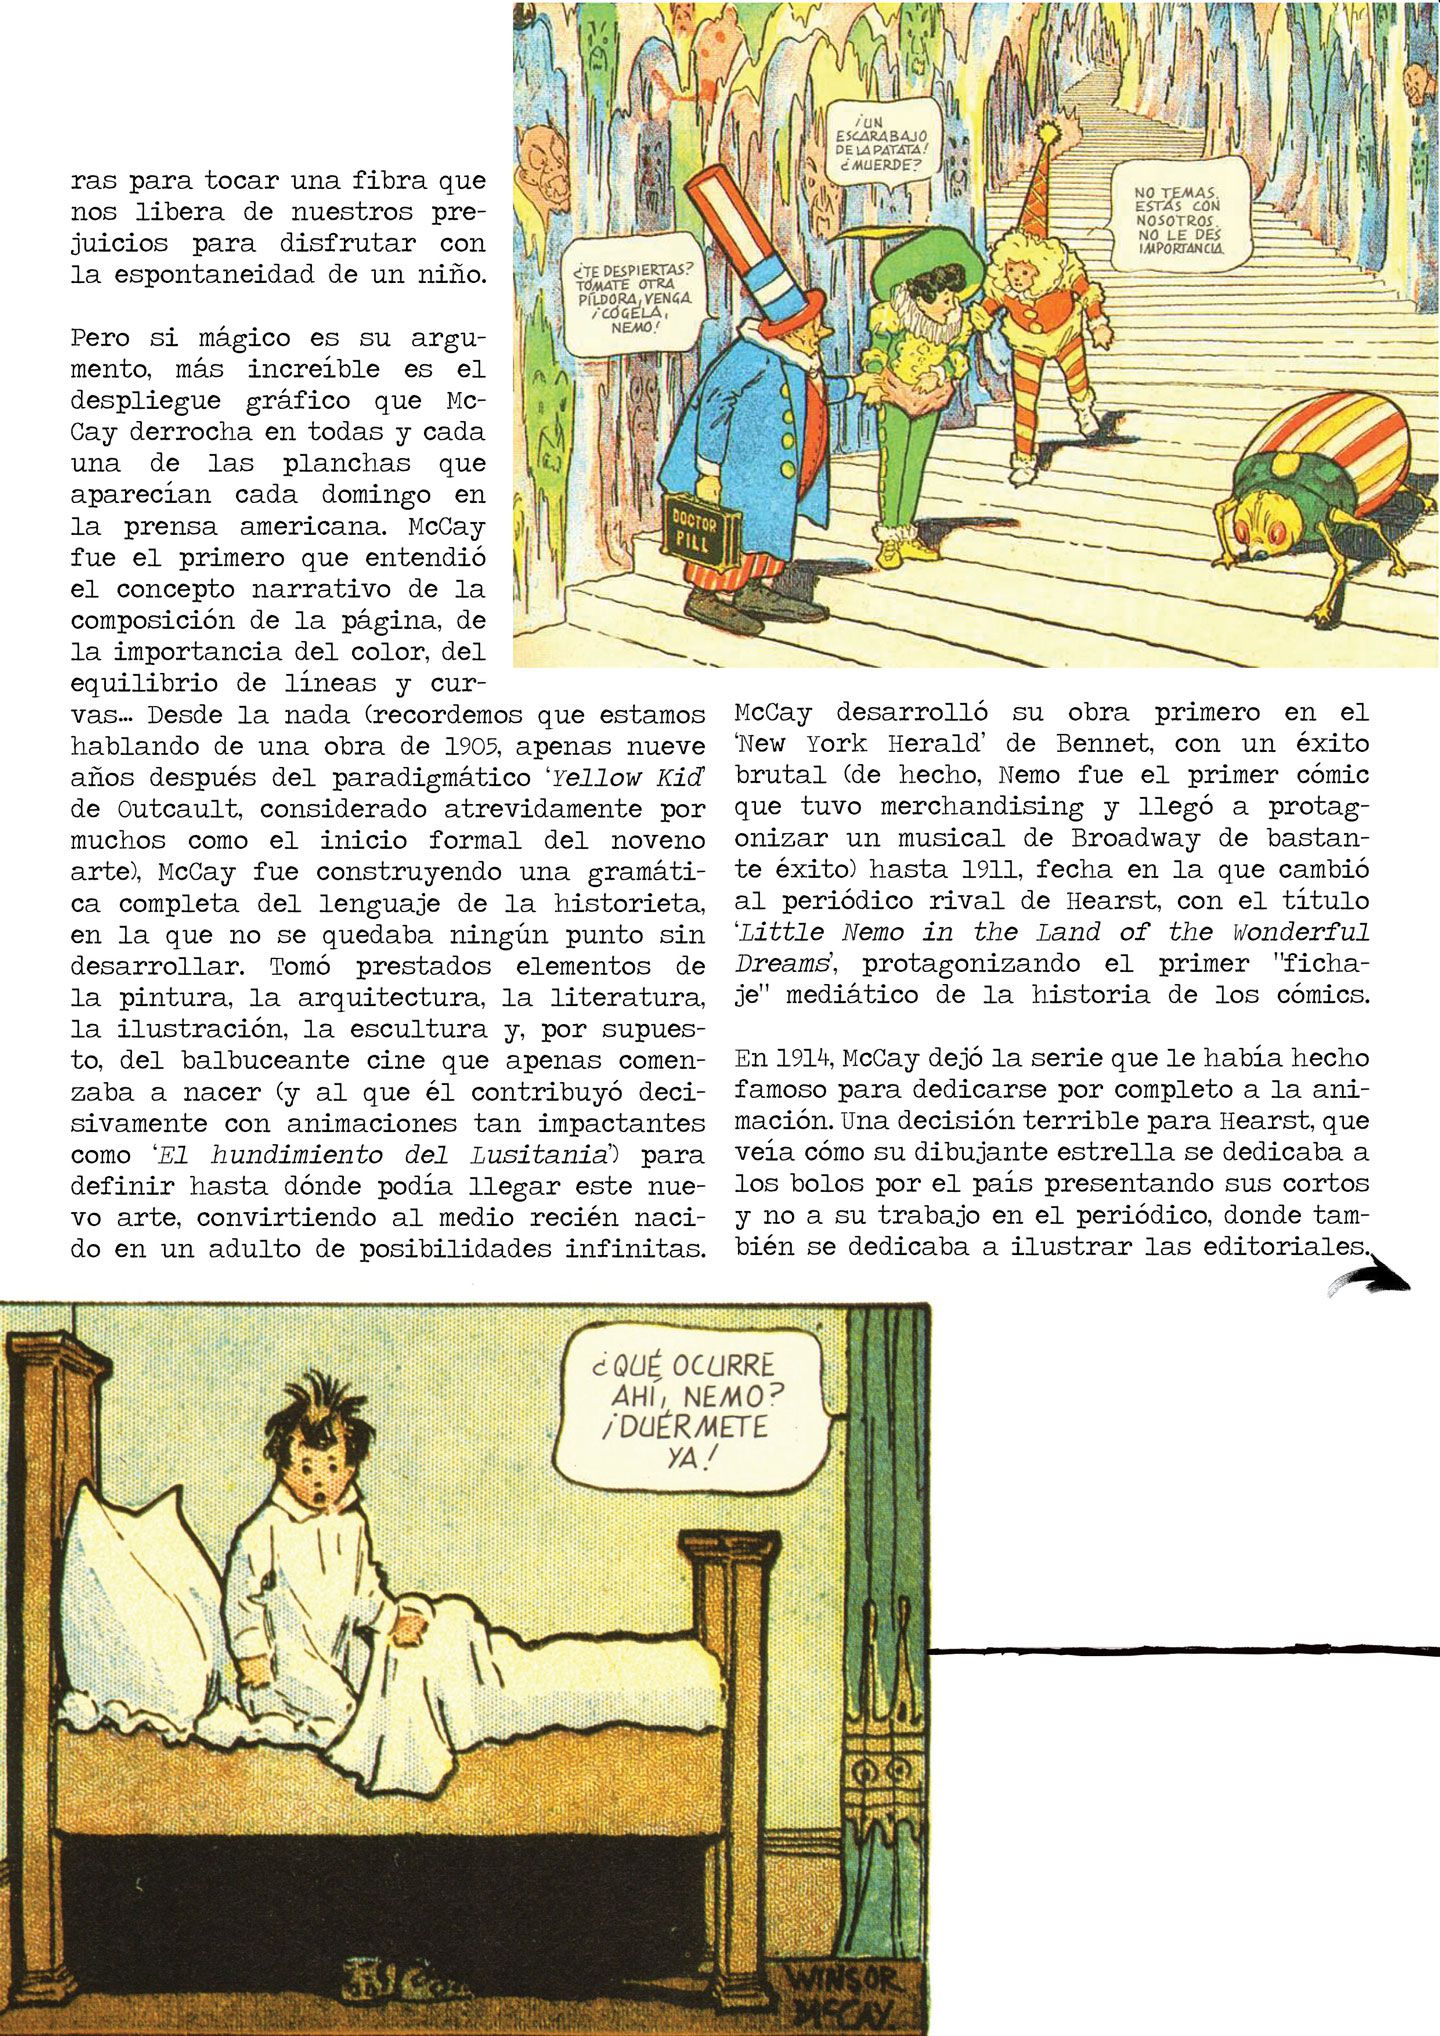 ras para tocar una fibra que
nos libera de nuestros pre-
juicios para disfrutar con
la espontaneidad de un niño.
Pero si mágico es su argu-
mento, más increíble es el
despliegue gráfico que Mc-
Cay derrocha en todas y cada
una de las planchas que
aparecían cada domingo en
la prensa americana. McCay
fue el primero que entendió
el concepto narrativo de la
composición de la página, de
la importancia del color, del
equilibrio de líneas y cur-
vas… Desde la nada (recordemos que estamos
hablando de una obra de 1905, apenas nueve
años después del paradigmático ‘Yellow Kid’
de Outcault, considerado atrevidamente por
muchos como el inicio formal del noveno
arte), McCay fue construyendo una gramáti-
ca completa del lenguaje de la historieta,
en la que no se quedaba ningún punto sin
desarrollar. Tomó prestados elementos de
la pintura, la arquitectura, la literatura,
la ilustración, la escultura y, por supues-
to, del balbuceante cine que apenas comen-
zaba a nacer (y al que él contribuyó deci-
sivamente con animaciones tan impactantes
como ‘El hundimiento del Lusitania’) para
definir hasta dónde podía llegar este nue-
vo arte, convirtiendo al medio recién naci-
do en un adulto de posibilidades infinitas.
¿TE DESPIERTAS?
TÓMATE OTRA
PÍLDORA, VENGA
¡CÓGELA,
NEMO!
¡UN
ESCARABAJO
DE LA PATATA!
¿MUERDE?
NO TEMAS,
ESTÁS CON
NOSOTROS.
NO LE DES
IMPORTANCIA.
DOCTOR
PILL
McCay desarrolló su obra primero en el
‘New York Herald’ de Bennet, con un éxito
brutal (de hecho, Nemo fue el primer cómic
que tuvo merchandising y llegó a protag-
onizar un musical de Broadway de bastan-
te éxito) hasta 1911, fecha en la que cambió
al periódico rival de Hearst, con el título
‘Little Nemo in the Land of the Wonderful
Dreams’, protagonizando el primer "ficha-
je" mediático de la historia de los cómics.
En 1914, McCay dejó la serie que le había hecho
famoso para dedicarse por completo a la ani-
mación. Una decisión terrible para Hearst, que
veía cómo su dibujante estrella se dedicaba a
los bolos por el país presentando sus cortos
y no a su trabajo en el periódico, donde tam-
bién se dedicaba a ilustrar las editoriales.
¿QUÉ OCURRE
AHÍ, NEMO?
¡DUÉRMETE
YA!
WINSOR
McCAY.